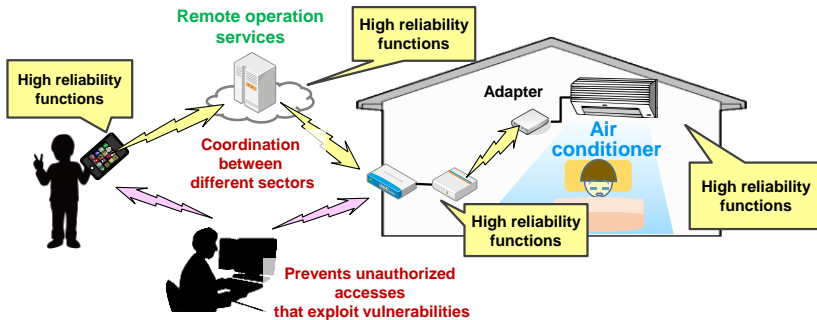 Remote operation
services
High reliability
functions
High reliability
functions
Adapter
Air
conditioner
Coordination
between
different sectors
High reliability
functions
High reliability
functions
Prevents unauthorized
accesses
that exploit vulnerabilities